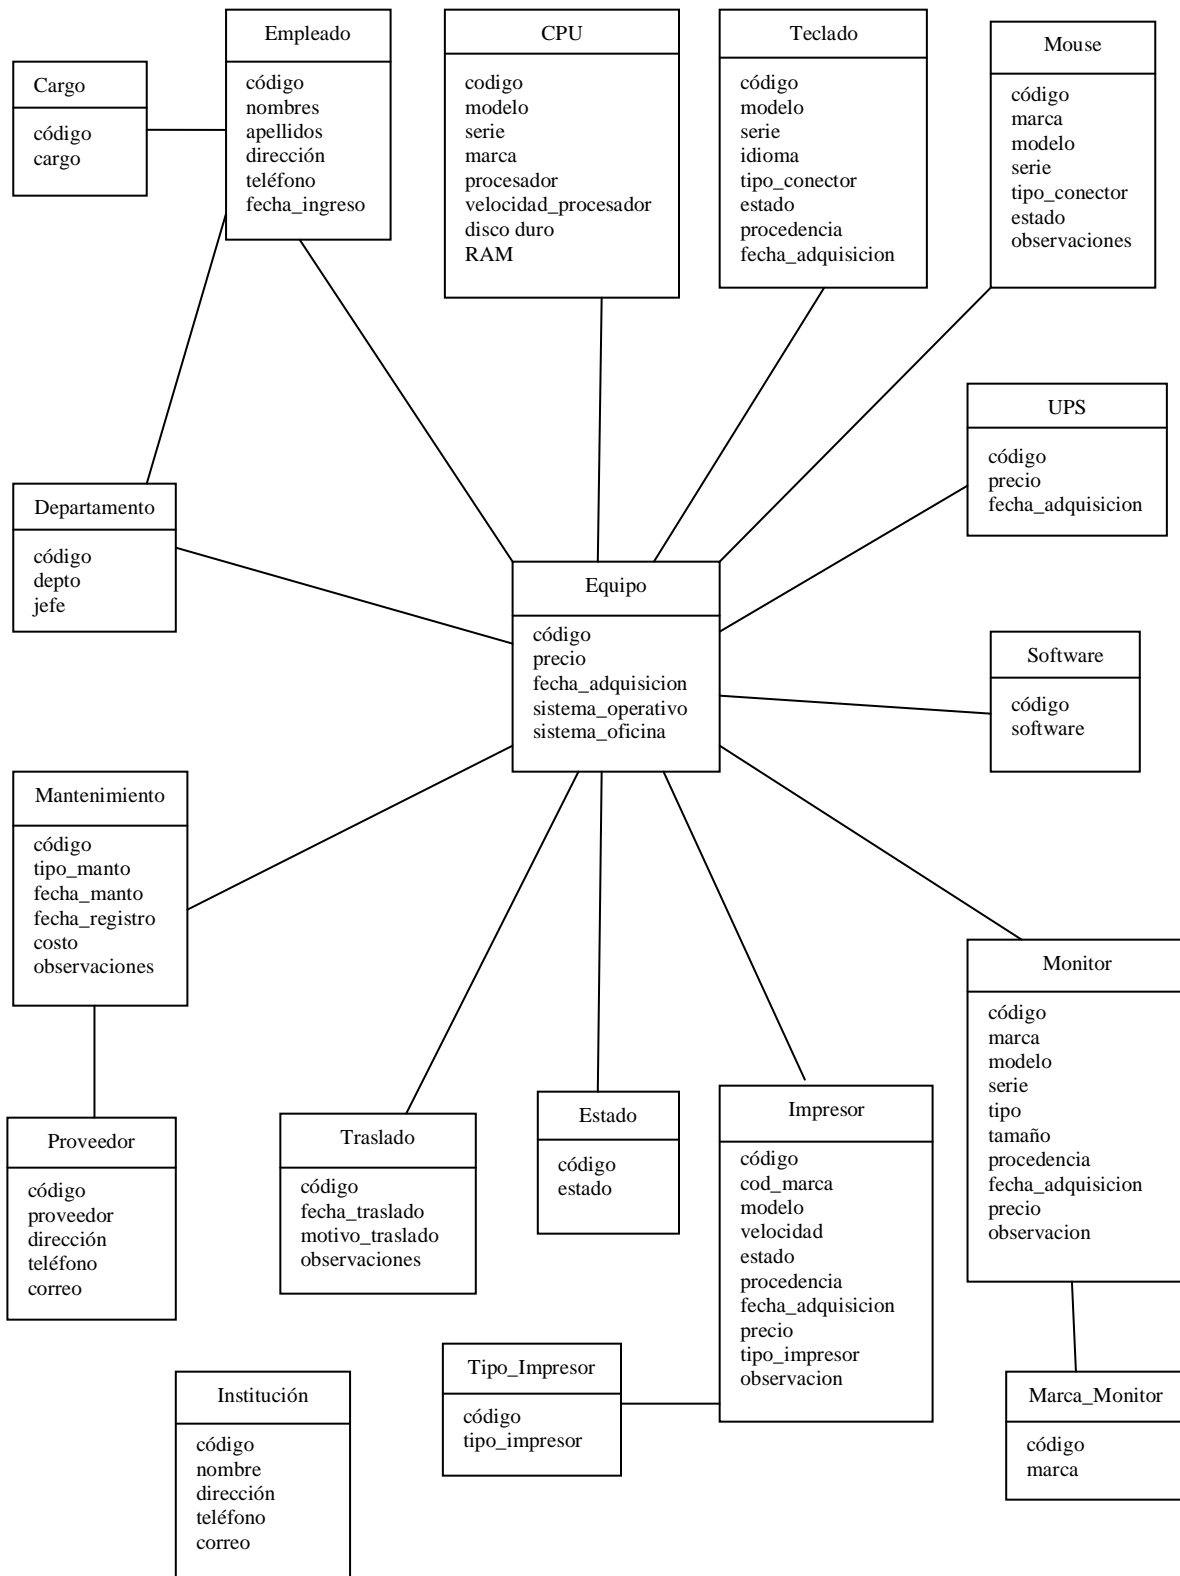 Empleado
código
nombres
apellidos
dirección
teléfono
fecha_ingreso
CPU
codigo
modelo
serie
marca
procesador
velocidad_procesador
disco duro
RAM
Teclado
código
modelo
serie
idioma
tipo_conector
estado
procedencia
fecha_adquisicion
Mouse
código
marca
modelo
serie
tipo_conector
estado
observaciones
Cargo
código
cargo
UPS
código
precio
fecha_adquisicion
Departamento
código
depto
jefe
Equipo
código
precio
fecha_adquisicion
sistema_operativo
sistema_oficina
Software
código
software
Mantenimiento
código
tipo_manto
fecha_manto
fecha_registro
costo
observaciones
Monitor
código
marca
modelo
serie
tipo
tamaño
procedencia
fecha_adquisicion
precio
observacion
Proveedor
código
proveedor
dirección
teléfono
correo
Traslado
código
fecha_traslado
motivo_traslado
observaciones
Estado
código
estado
Impresor
código
cod_marca
modelo
velocidad
estado
procedencia
fecha_adquisicion
precio
tipo_impresor
observacion
Tipo_Impresor
código
tipo_impresor
Institución
código
nombre
dirección
teléfono
correo
Marca_Monitor
código
marca